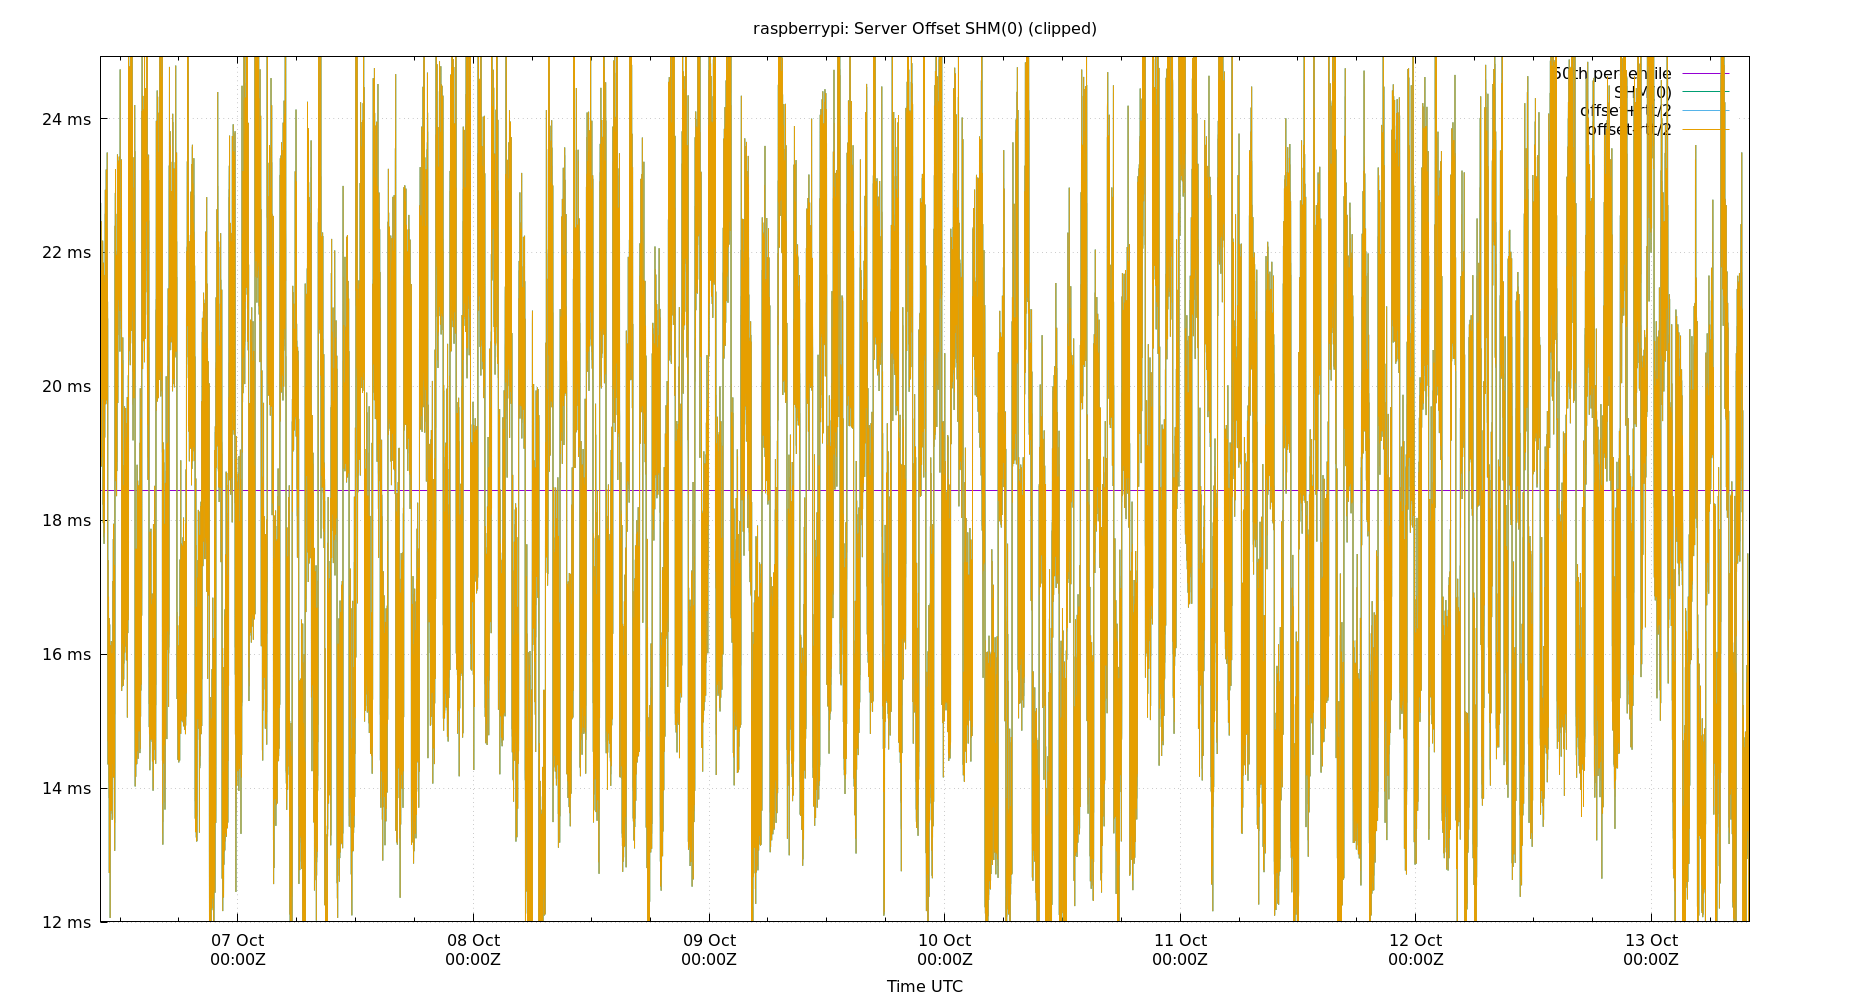 raspberrypi: Server Offset SHM(0) (clipped)
50th percentile
SHM(0)
offset+rtt/2
offset-rtt/2
24 ms
22 ms
20 ms
18 ms
16 ms
14 ms
12 ms
07 Oct 08 Oct 09 Oct 10 Oct 11 Oct 12 Oct 13 Oct
00:00Z 00:00Z 00:00Z 00:00Z 00:00Z 00:00Z 00:00Z
Time UTC